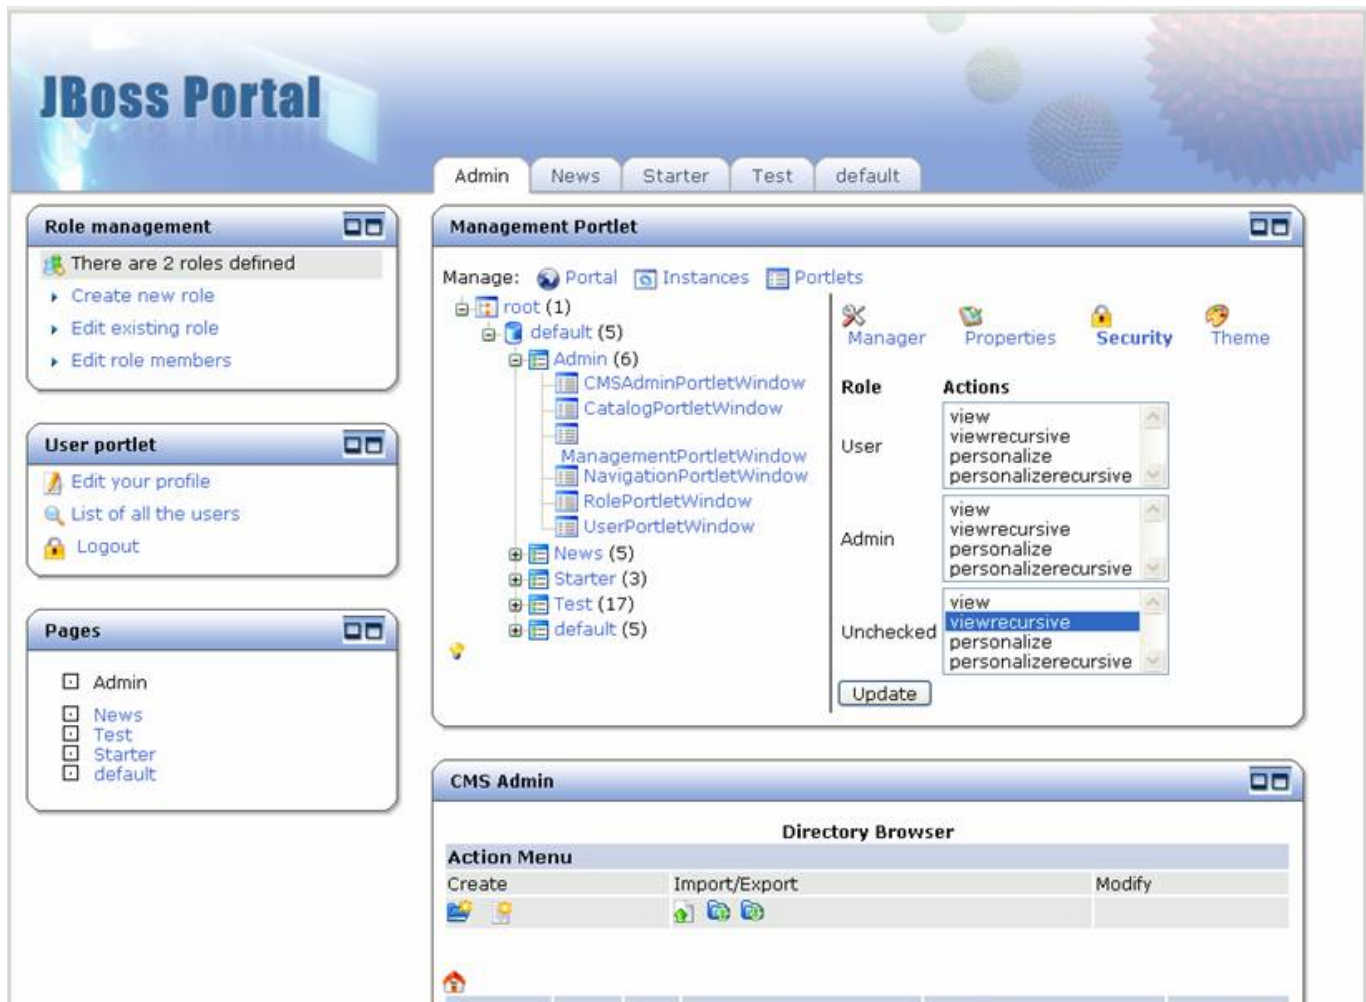 JBoss Portal
Admin News Starter Test default
Role management
There are 2 roles defined
Create new role
Edit existing role
Edit role members
User portlet
Edit your profile
List of all the users
Logout
Pages
Admin
News
Test
Starter
default
Management Portlet
Manage: Portal Instances Portlets
root (1)
default (5)
Admin (6)
CMSAdminPortletWindow
CatalogPortletWindow
ManagementPortletWindow
NavigationPortletWindow
RolePortletWindow
UserPortletWindow
News (5)
Starter (3)
Test (17)
default (5)
Manager Properties Security Theme
Role Actions
User
view
viewrecursive
personalize
personalizerecursive
Admin
view
viewrecursive
personalize
personalizerecursive
Unchecked
view
viewrecursive
personalize
personalizerecursive
Update
CMS Admin
Directory Browser
Action Menu
Create Import/Export Modify